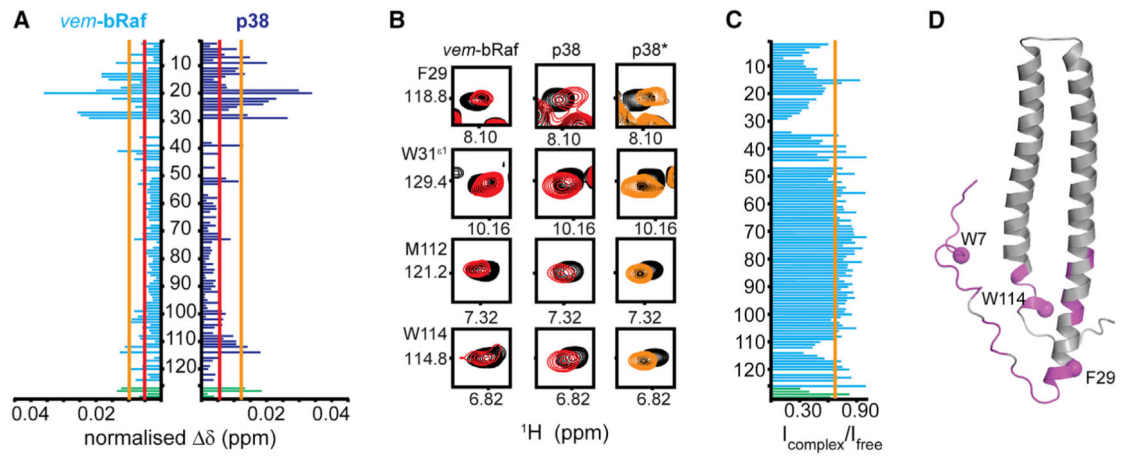 A
vem-bRaf
p38
10
20
30
40
50
60
70
80
90
100
110
120
0.04
0.02
0.02
0.04
normalised Δδ (ppm)
B
vem-bRaf
p38
p38*
F29
118.8
8.10
8.10
8.10
W31ε1
129.4
10.16
10.16
10.16
M112
121.2
7.32
7.32
7.32
W114
114.8
6.82
6.82
6.82
1H (ppm)
C
10
20
30
40
50
60
70
80
90
100
110
120
0.30
0.90
Icomplex/Ifree
D
W7
W114
F29